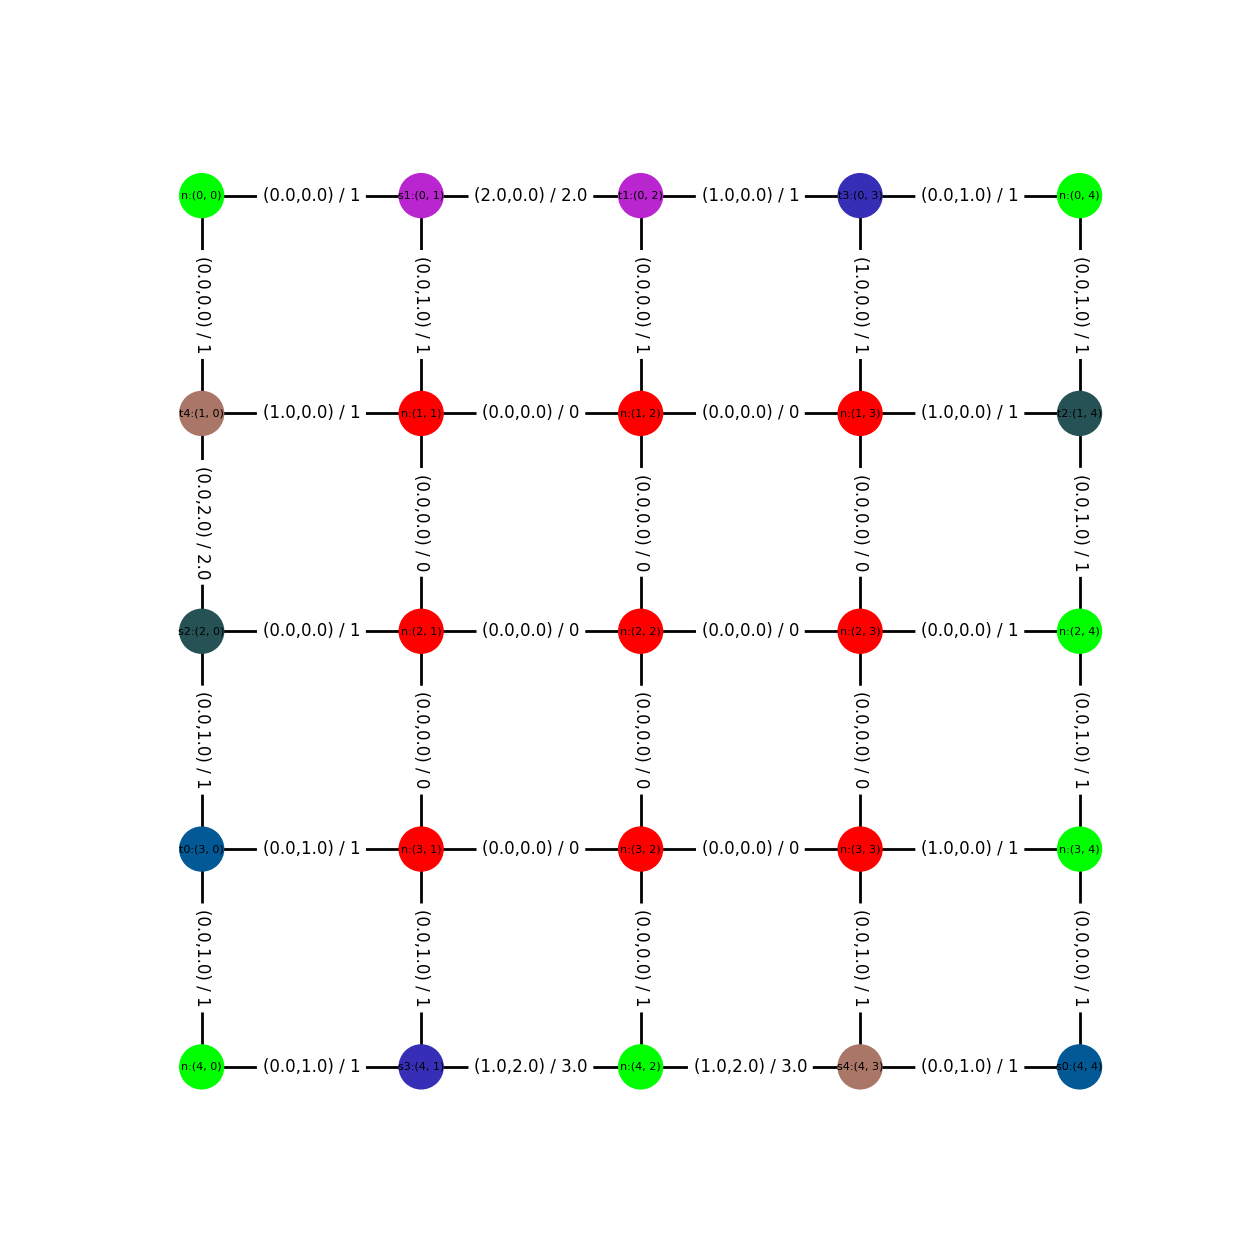 n:(0, 0) (0.0,0.0) / 1 s1:(0, 1) (2.0,0.0) / 2.0 t1:(0, 2) (1.0,0.0) / 1 t3:(0, 3) (0.0,1.0) / 1 n:(0, 4)
(0.0,0.0) / 1 (0.0,1.0) / 1 (0.0,0.0) / 1 (1.0,0.0) / 1 (0.0,1.0) / 1
t4:(1, 0) (1.0,0.0) / 1 n:(1, 1) (0.0,0.0) / 0 n:(1, 2) (0.0,0.0) / 0 n:(1, 3) (1.0,0.0) / 1 t2:(1, 4)
(0.0,2.0) / 2.0 (0.0,0.0) / 0 (0.0,0.0) / 0 (0.0,0.0) / 0 (0.0,1.0) / 1
s2:(2, 0) (0.0,0.0) / 1 n:(2, 1) (0.0,0.0) / 0 n:(2, 2) (0.0,0.0) / 0 n:(2, 3) (0.0,0.0) / 1 n:(2, 4)
(0.0,1.0) / 1 (0.0,0.0) / 0 (0.0,0.0) / 0 (0.0,0.0) / 0 (0.0,1.0) / 1
t0:(3, 0) (0.0,1.0) / 1 n:(3, 1) (0.0,0.0) / 0 n:(3, 2) (0.0,0.0) / 0 n:(3, 3) (1.0,0.0) / 1 n:(3, 4)
(0.0,1.0) / 1 (0.0,1.0) / 1 (0.0,0.0) / 1 (0.0,1.0) / 1 (0.0,0.0) / 1
n:(4, 0) (0.0,1.0) / 1 s3:(4, 1) (1.0,2.0) / 3.0 n:(4, 2) (1.0,2.0) / 3.0 s4:(4, 3) (0.0,1.0) / 1 s0:(4, 4)